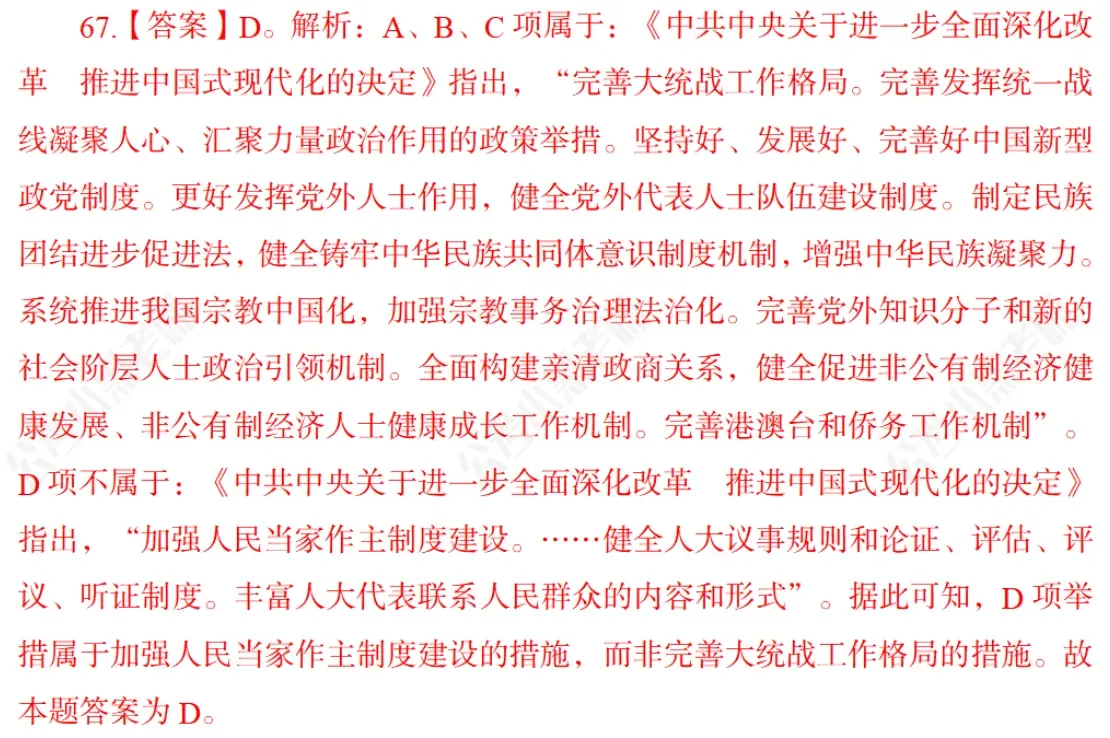 67.【答案】D。解析：A、B、C 项属于：《中共中央关于进一步全面深化改
革　推进中国式现代化的决定》指出，“完善大统战工作格局。完善发挥统一战
线凝聚人心、汇聚力量政治作用的政策举措。坚持好、发展好、完善好中国新型
政党制度。更好发挥党外人士作用，健全党外代表人士队伍建设制度。制定民族
团结进步促进法，健全铸牢中华民族共同体意识制度机制，增强中华民族凝聚力。
系统推进我国宗教中国化，加强宗教事务治理法治化。完善党外知识分子和新的
社会阶层人士政治引领机制。全面构建亲清政商关系，健全促进非公有制经济健
康发展、非公有制经济人士健康成长工作机制。完善港澳台和侨务工作机制”。
D 项不属于：《中共中央关于进一步全面深化改革　推进中国式现代化的决定》
指出，“加强人民当家作主制度建设。……健全人大议事规则和论证、评估、评
议、听证制度。丰富人大代表联系人民群众的内容和形式”。据此可知，D 项举
措属于加强人民当家作主制度建设的措施，而非完善大统战工作格局的措施。故
本题答案为 D。